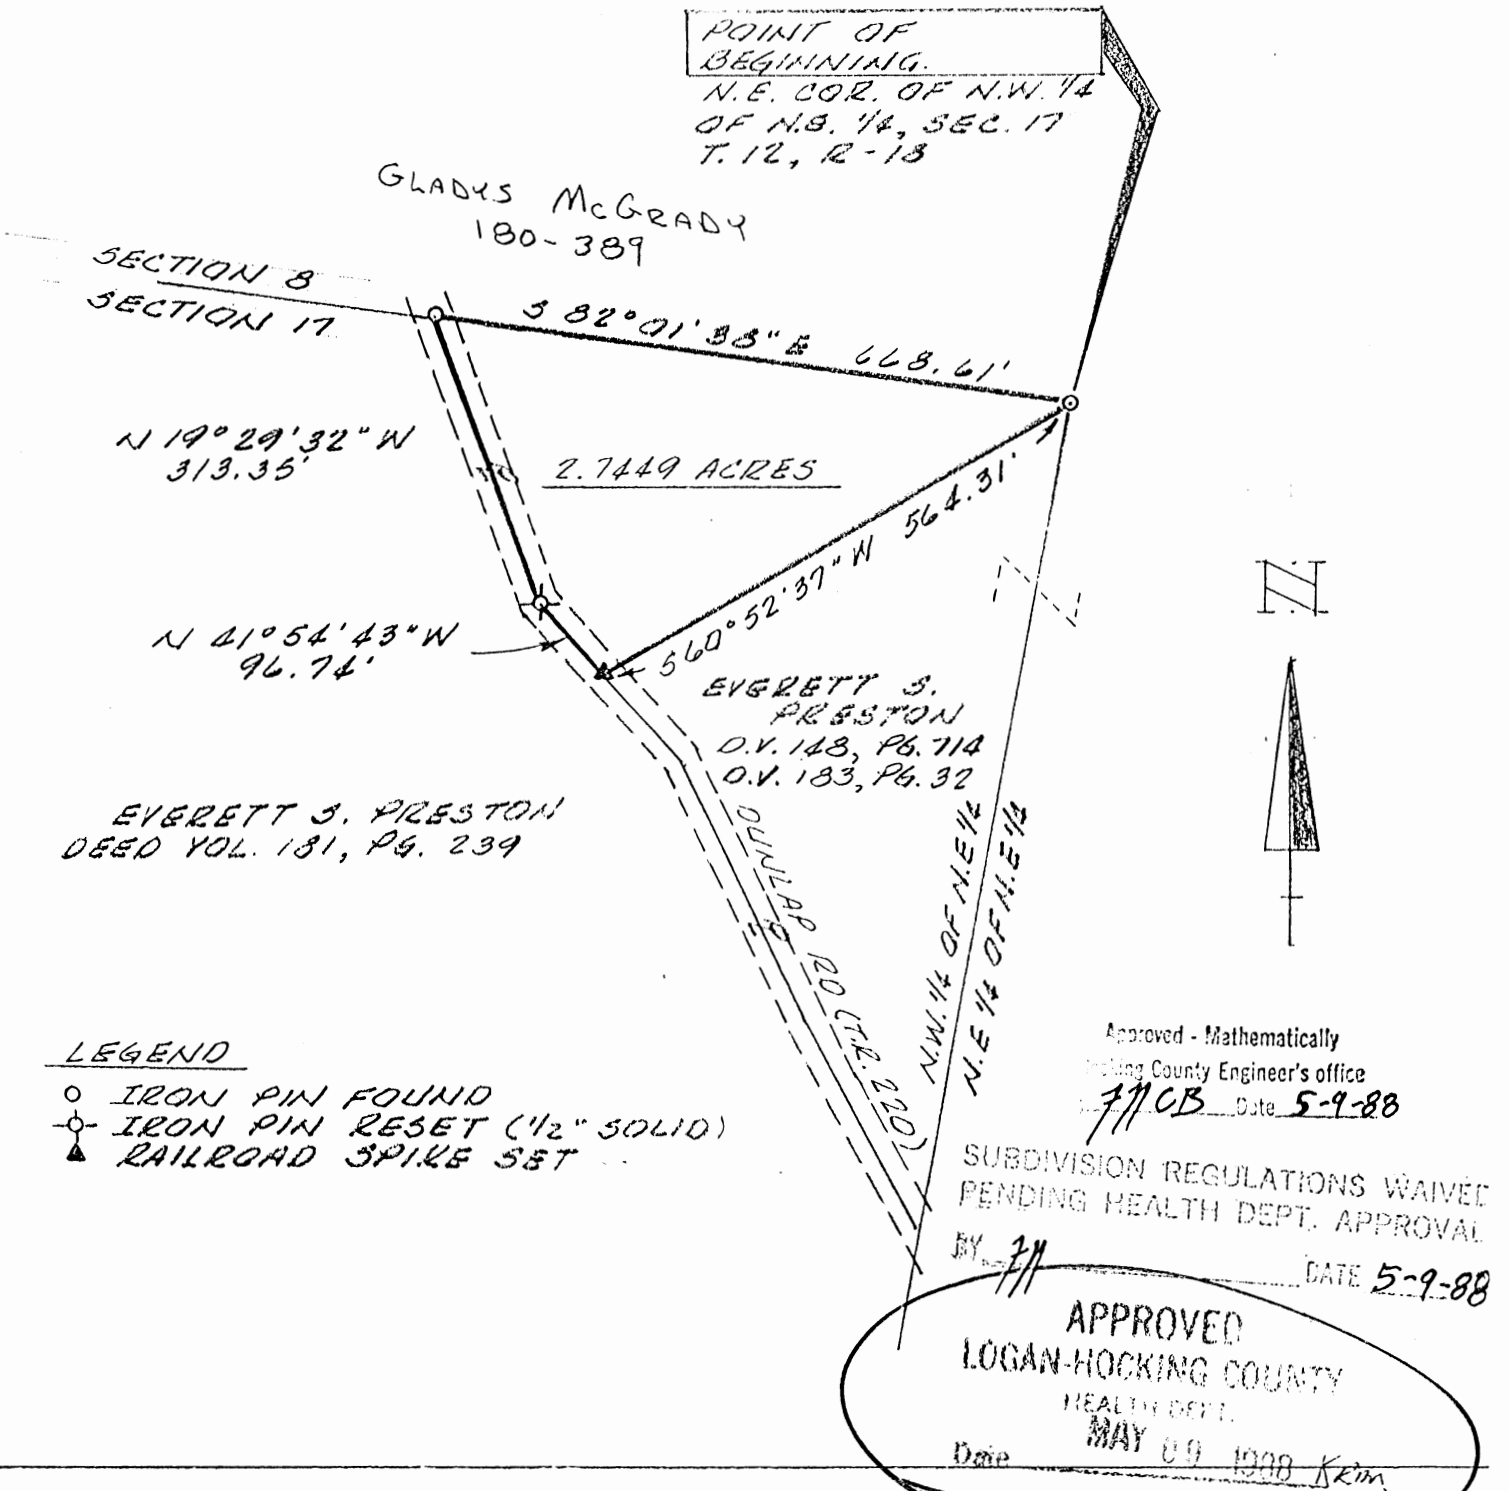 POINT OF
BEGINNING.
N.E. COR. OF N.W. 1/4
OF N.E. 1/4, SEC. 17
T. 12, R-18
GLADYS McGRADY
180-389
SECTION 8
SECTION 17
S 82°01'38" E 668.61'
N 19°29'32" W
313.35'
2.7449 ACRES
S 60°52'37" W 564.31'
N 41°54'43" W
96.74'
N
EVERETT S.
PRESTON
D.V. 148, PG. 714
D.V. 183, PG. 32
EVERETT S. PRESTON
DEED VOL. 181, PG. 239
DUNLAP RD (T.R. 220)
N.W. 1/4 OF N.E 1/4
N.E 1/4 OF N.E 1/4
LEGEND
IRON PIN FOUND
IRON PIN RESET (1/2" SOLID)
RAILROAD SPIKE SET
Approved - Mathematically
County Engineer's office
CB Date 5-9-88
SUBDIVISION REGULATIONS WAIVED
PENDING HEALTH DEPT. APPROVAL
BY DATE 5-9-88
APPROVED
LOGAN-HOCKING COUNTY
HEALTH DEPT.
Date MAY 09 1988